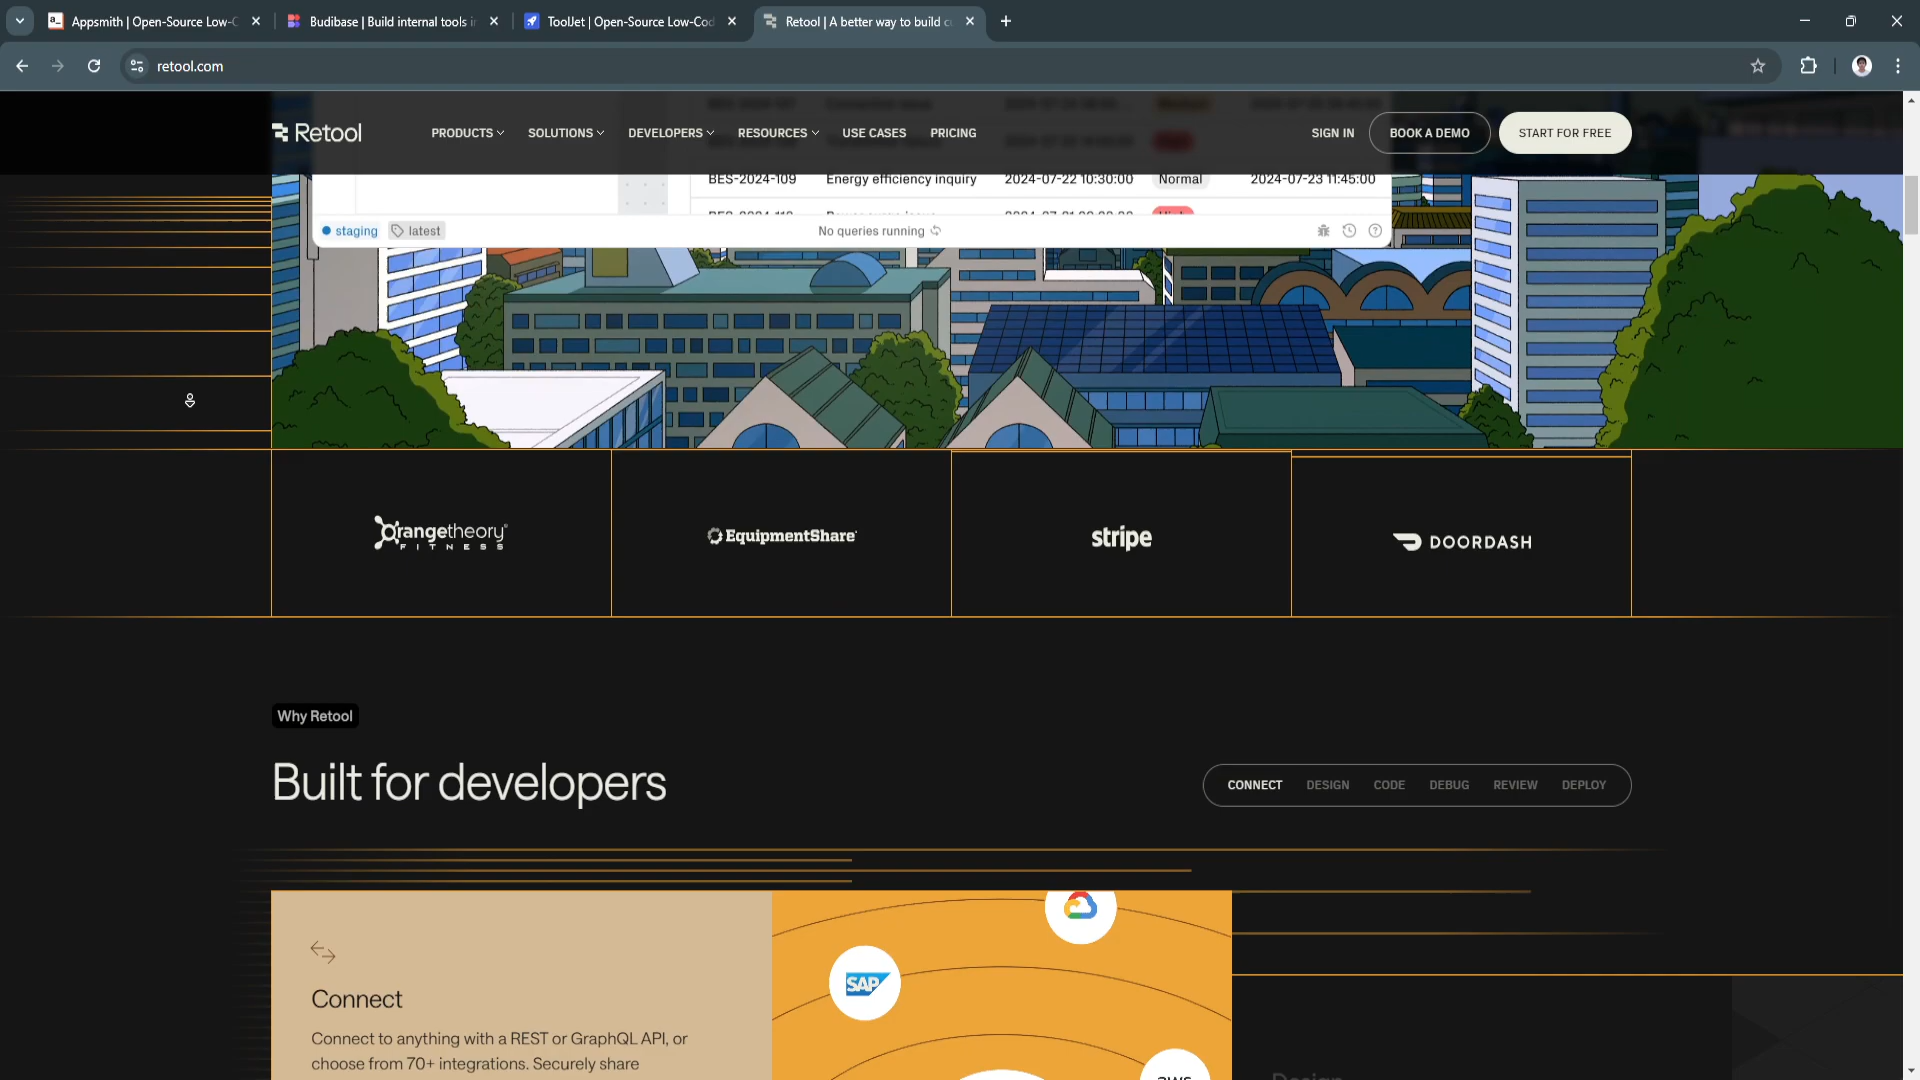 Appsmith | Open-Source Low-C
Budibase | Build internal tools i
ToolJet | Open-Source Low-Cod
Retool | A better way to build c
retool.com
Retool
PRODUCTS
SOLUTIONS
DEVELOPERS
RESOURCES
USE CASES
PRICING
SIGN IN
BOOK A DEMO
START FOR FREE
BES-2024-109 Energy efficiency inquiry 2024-07-22 10:30:00 Normal 2024-07-23 11:45:00
staging latest No queries running
Orangetheory
FITNESS
EquipmentShare
stripe
DOORDASH
Why Retool
Built for developers
CONNECT DESIGN CODE DEBUG REVIEW DEPLOY
SAP
Connect
Connect to anything with a REST or GraphQL API, or
choose from 70+ integrations. Securely share
aws
Design